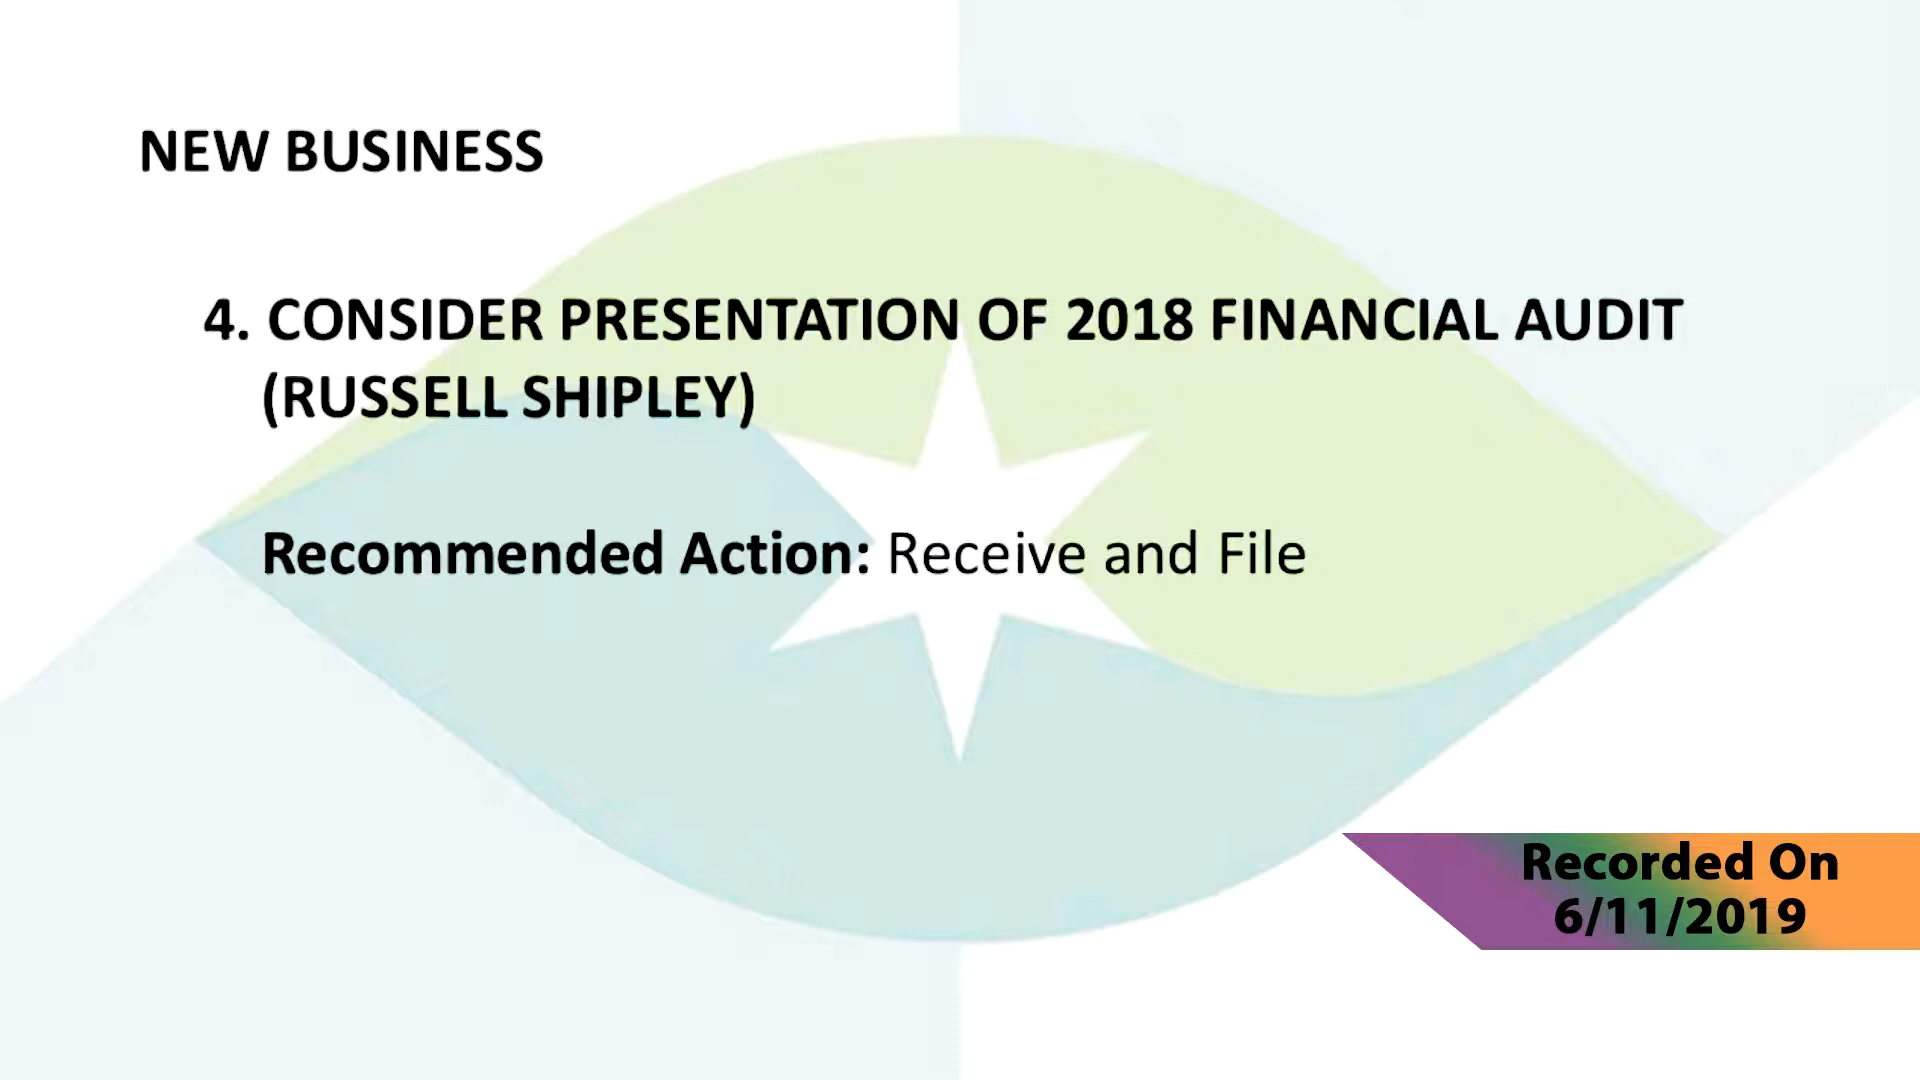 NEW BUSINESS
4. CONSIDER PRESENTATION OF 2018 FINANCIAL AUDIT
(RUSSELL SHIPLEY)
Recommended Action: Receive and File
Recorded On
6/11/2019